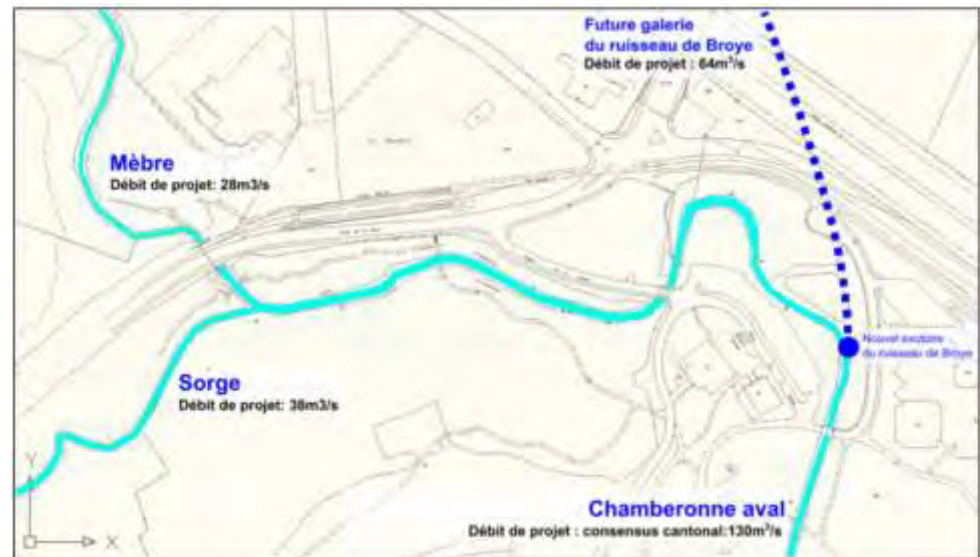 Future galerie
du ruisseau de Broye
Débit de projet : 64m³/s
Mèbre
Débit de projet: 28m3/s
Nouvel exutoire
du ruisseau de Broye
Sorge
Débit de projet: 38m3/s
Chamberonne aval
Débit de projet : consensus cantonal:130m³/s
Y
X